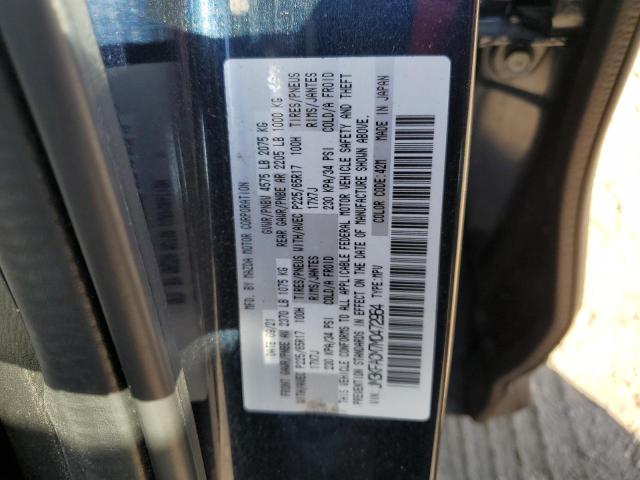 MFD. BY MAZDA MOTOR CORPORATION
DATE GVWR/PNBV 4575 LB 2075 KG
FRONT GAWR/PNBE AV 2370 LB 1075 KG REAR GAWR/PNBE AR 2205 LB 1000 KG
WITH/AVEC P225/65R17 100H TIRES/PNEUS WITH/AVEC P225/65R17 100H TIRES/PNEUS
17X7J RIMS/JANTES 17X7J RIMS/JANTES
230 KPA/34 PSI COLD/A FROID 230 KPA/34 PSI COLD/A FROID
THIS VEHICLE CONFORMS TO ALL APPLICABLE FEDERAL MOTOR VEHICLE SAFETY AND THEFT
PREVENTION STANDARDS IN EFFECT ON THE DATE OF MANUFACTURE SHOWN ABOVE.
VIN: TYPE:MPV COLOR CODE:42M MADE IN JAPAN